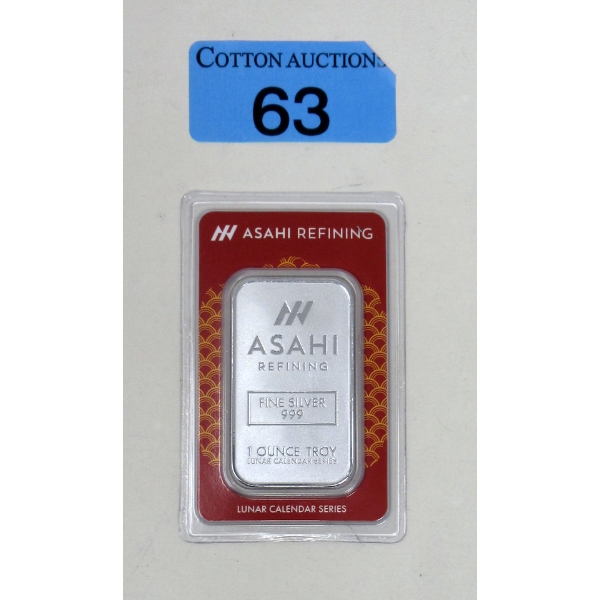 COTTON AUCTIONS
63
ASAHI REFINING
ASAHI
REFINING
FINE SILVER
999
1 OUNCE TROY
LUNAR CALENDAR SERIES
LUNAR CALENDAR SERIES